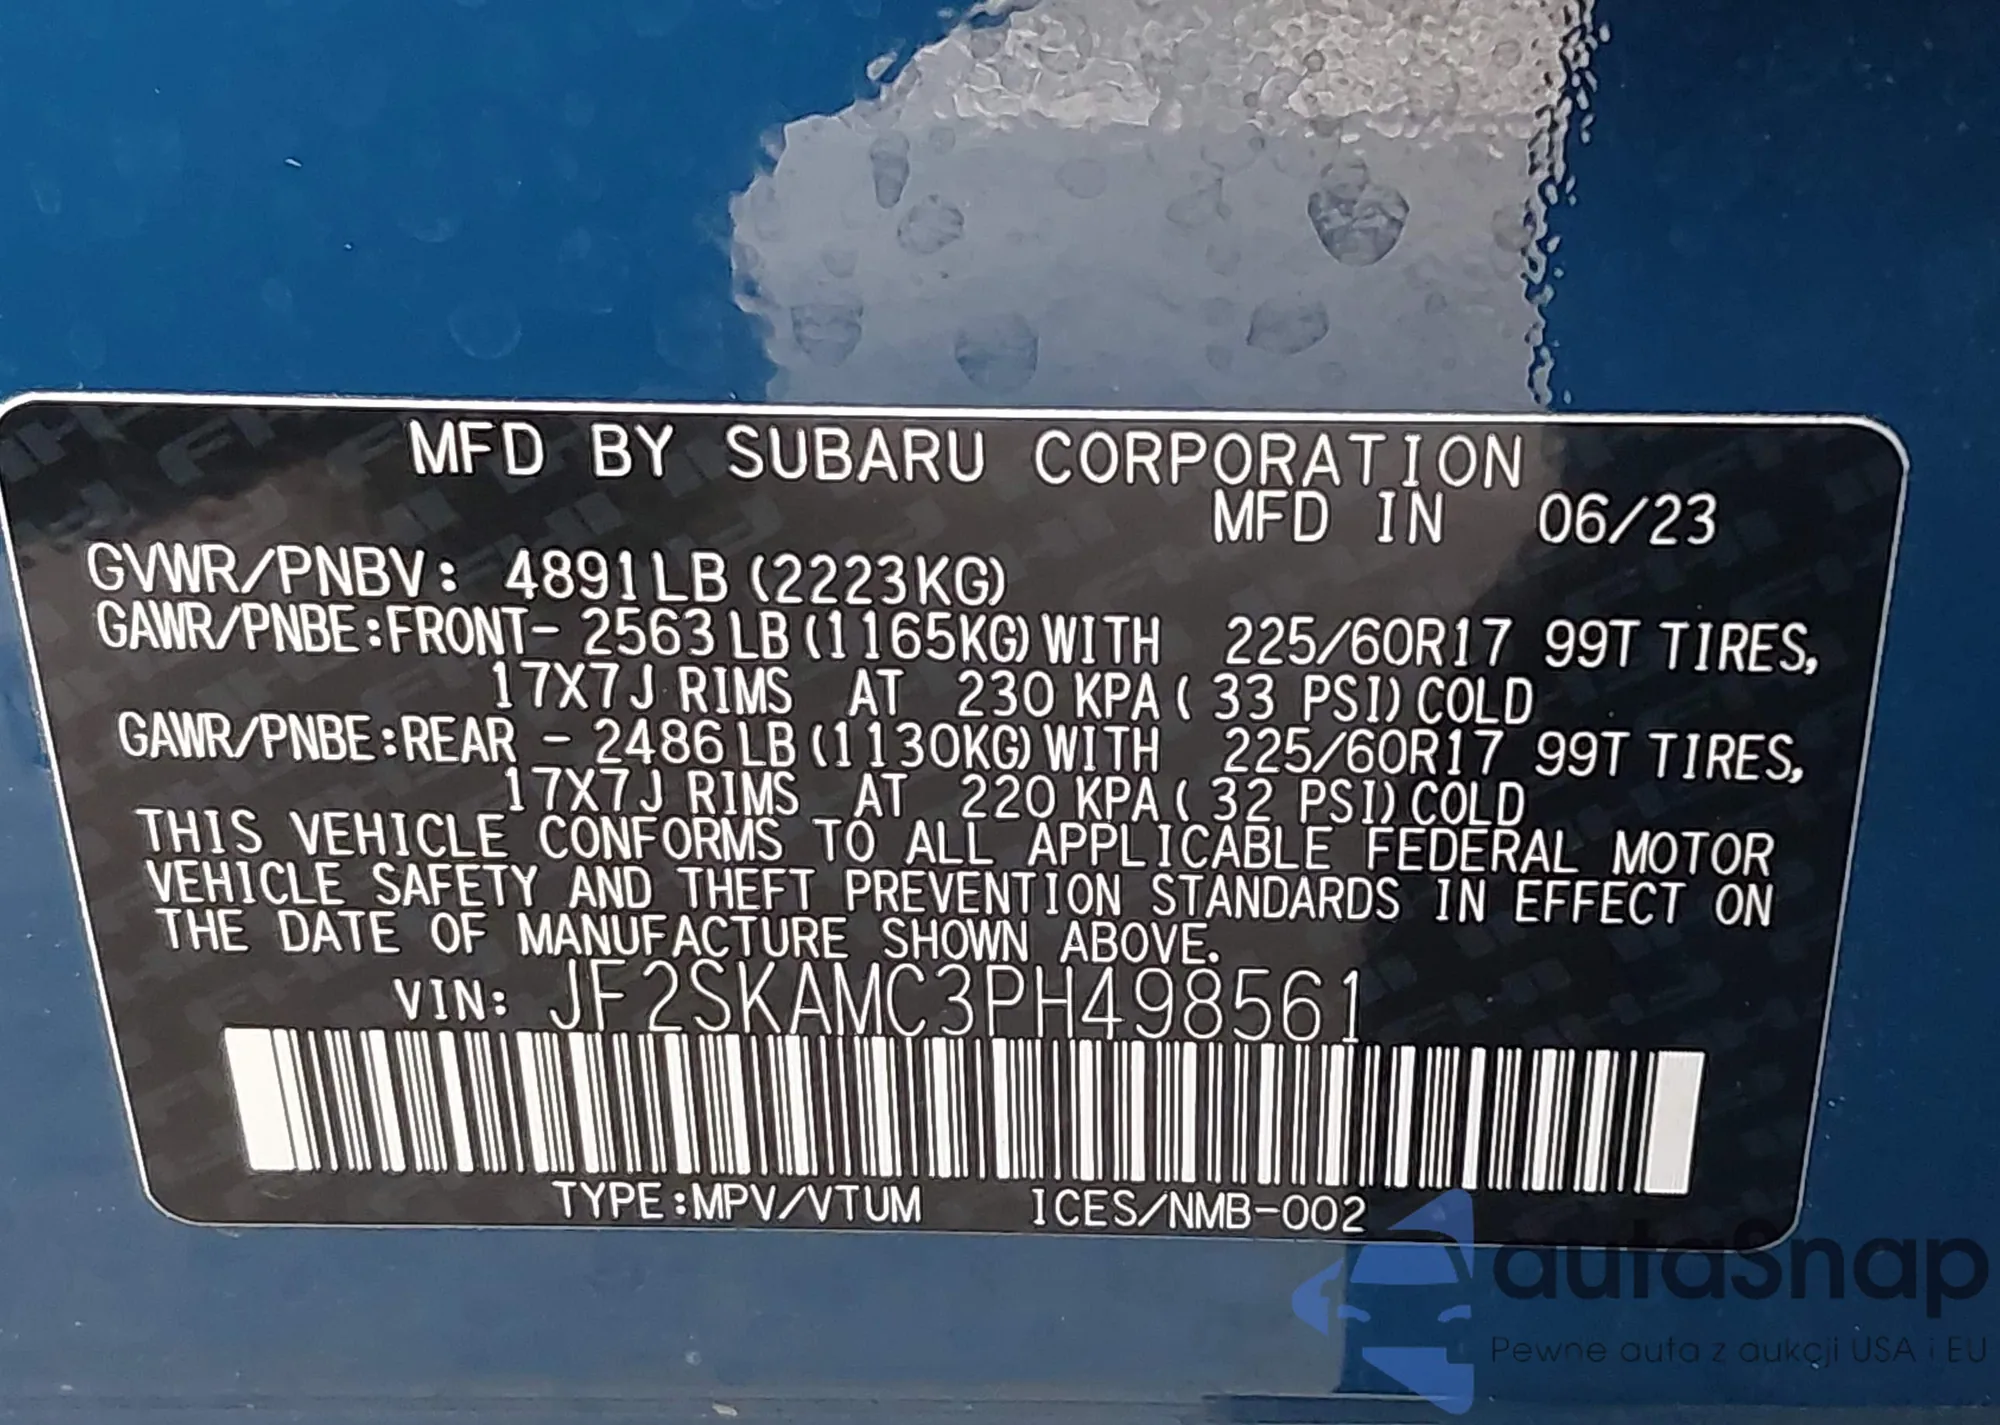 MFD BY SUBARU CORPORATION
MFD IN 06/23
GVWR/PNBV: 4891LB (2223KG)
GAWR/PNBE:FRONT- 2563 LB (1165KG) WITH 225/60R17 99T TIRES,
17X7J RIMS AT 230 KPA ( 33 PSI) COLD
GAWR/PNBE:REAR - 2486 LB (1130KG) WITH 225/60R17 99T TIRES,
17X7J RIMS AT 220 KPA ( 32 PSI) COLD
THIS VEHICLE CONFORMS TO ALL APPLICABLE FEDERAL MOTOR
VEHICLE SAFETY AND THEFT PREVENTION STANDARDS IN EFFECT ON
THE DATE OF MANUFACTURE SHOWN ABOVE.
VIN: JF2SKAMC3PH498561
TYPE:MPV/VTUM ICES/NMB-002
autaSnap
Pewne auta z aukcji USA i EU